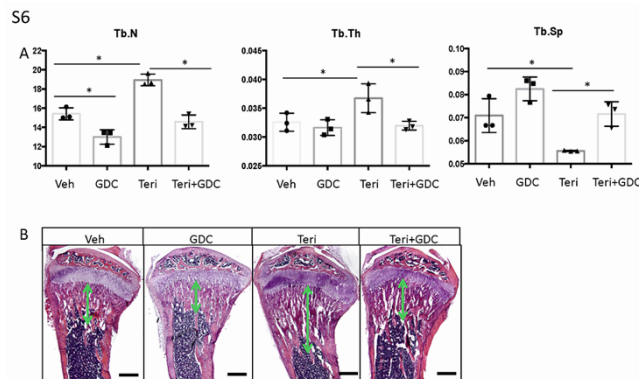 S6
A
Tb.N
*
*
*
22
20
18
16
14
12
10
Veh GDC Teri Teri+GDC
Tb.Th
*
*
0.045
0.040
0.035
0.030
0.025
Veh GDC Teri Teri+GDC
Tb.Sp
*
*
0.10
0.09
0.08
0.07
0.06
0.05
Veh GDC Teri Teri+GDC
B
Veh GDC Teri Teri+GDC